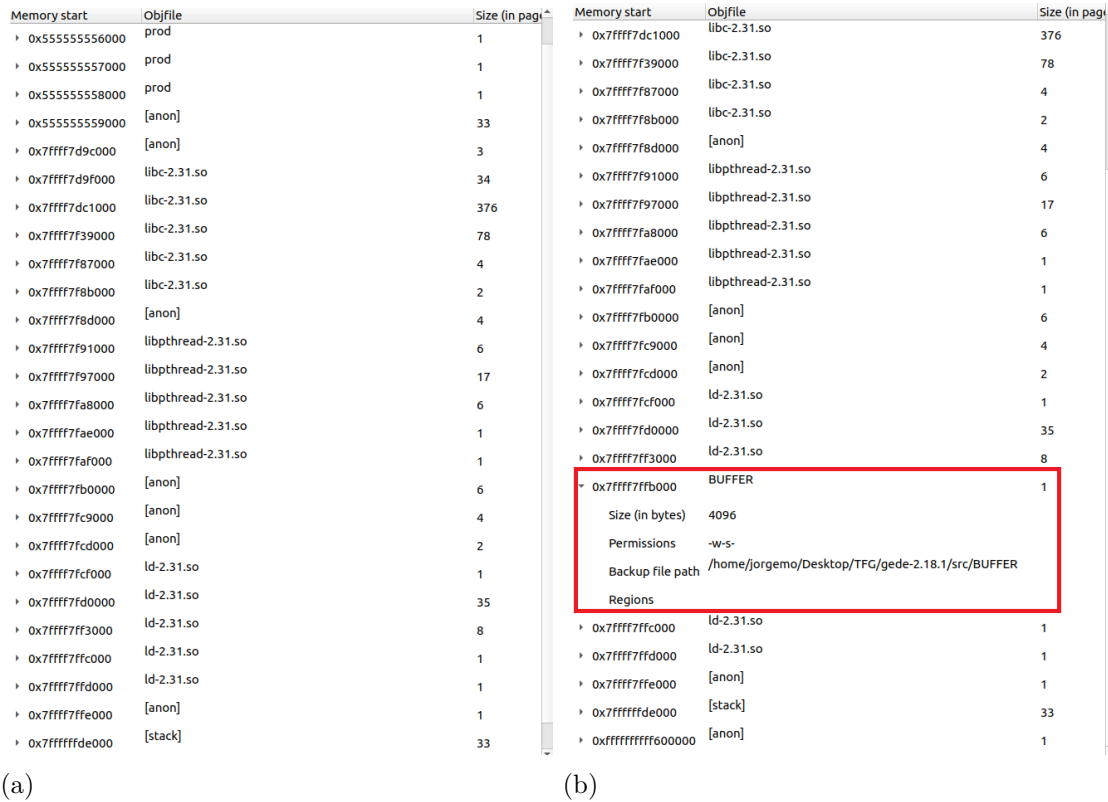 Memory start Objfile Size (in page
0x555555556000 prod 1
0x555555557000 prod 1
0x555555558000 prod 1
0x555555559000 [anon] 33
0x7ffff7d9c000 [anon] 3
0x7ffff7d9f000 libc-2.31.so 34
0x7ffff7dc1000 libc-2.31.so 376
0x7ffff7f39000 libc-2.31.so 78
0x7ffff7f87000 libc-2.31.so 4
0x7ffff7f8b000 libc-2.31.so 2
0x7ffff7f8d000 [anon] 4
0x7ffff7f91000 libpthread-2.31.so 6
0x7ffff7f97000 libpthread-2.31.so 17
0x7ffff7fa8000 libpthread-2.31.so 6
0x7ffff7fae000 libpthread-2.31.so 1
0x7ffff7faf000 libpthread-2.31.so 1
0x7ffff7fb0000 [anon] 6
0x7ffff7fc9000 [anon] 4
0x7ffff7fcd000 [anon] 2
0x7ffff7fcf000 ld-2.31.so 1
0x7ffff7fd0000 ld-2.31.so 35
0x7ffff7ff3000 ld-2.31.so 8
0x7ffff7ffc000 ld-2.31.so 1
0x7ffff7ffd000 ld-2.31.so 1
0x7ffff7ffe000 [anon] 1
0x7ffffffde000 [stack] 33
(a)
Memory start Objfile Size (in page
0x7ffff7dc1000 libc-2.31.so 376
0x7ffff7f39000 libc-2.31.so 78
0x7ffff7f87000 libc-2.31.so 4
0x7ffff7f8b000 libc-2.31.so 2
0x7ffff7f8d000 [anon] 4
0x7ffff7f91000 libpthread-2.31.so 6
0x7ffff7f97000 libpthread-2.31.so 17
0x7ffff7fa8000 libpthread-2.31.so 6
0x7ffff7fae000 libpthread-2.31.so 1
0x7ffff7faf000 libpthread-2.31.so 1
0x7ffff7fb0000 [anon] 6
0x7ffff7fc9000 [anon] 4
0x7ffff7fcd000 [anon] 2
0x7ffff7fcf000 ld-2.31.so 1
0x7ffff7fd0000 ld-2.31.so 35
0x7ffff7ff3000 ld-2.31.so 8
0x7ffff7ffb000 BUFFER 1
Size (in bytes) 4096
Permissions -w-s-
Backup file path /home/jorgemo/Desktop/TFG/gede-2.18.1/src/BUFFER
Regions
0x7ffff7ffc000 ld-2.31.so 1
0x7ffff7ffd000 ld-2.31.so 1
0x7ffff7ffe000 [anon] 1
0x7ffffffde000 [stack] 33
0xffffffffff600000 [anon] 1
(b)